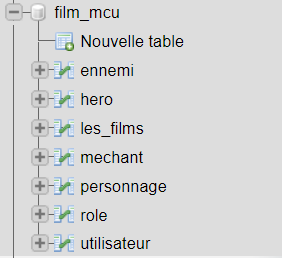 film_mcu
Nouvelle table
ennemi
hero
les_films
mechant
personnage
role
utilisateur